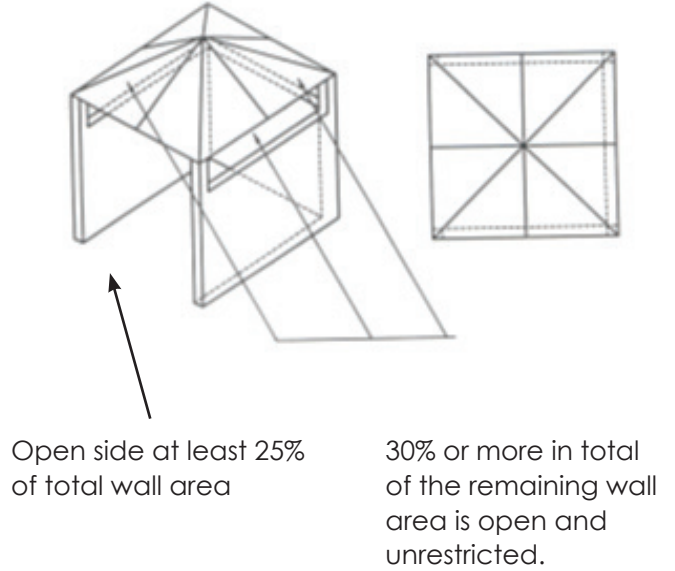 Open side at least 25%
of total wall area
30% or more in total
of the remaining wall
area is open and
unrestricted.